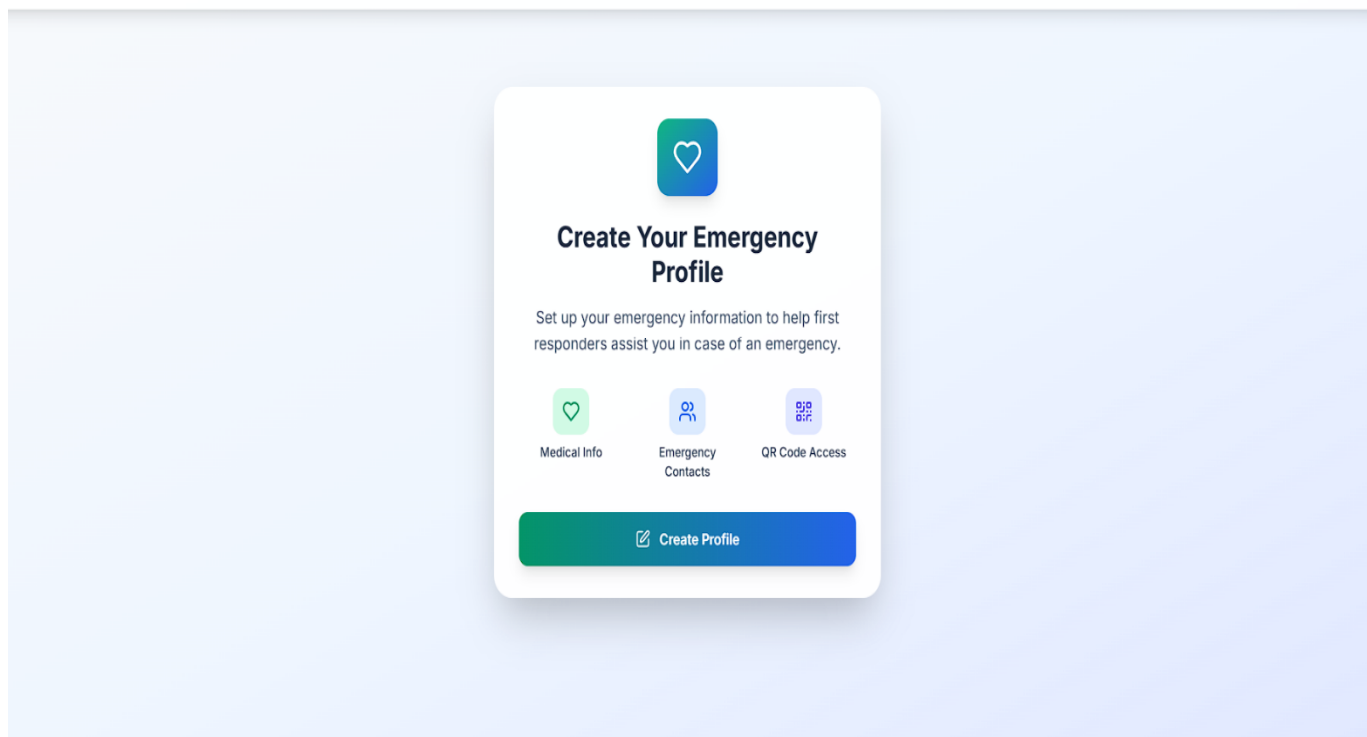 Create Your Emergency
Profile
Set up your emergency information to help first
responders assist you in case of an emergency.
Medical Info
Emergency
Contacts
QR Code Access
Create Profile